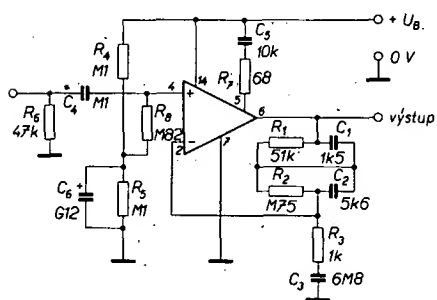 + U_B
C5
10k
0 V
R4
M1
R7
68
4
14
5
6
výstup
R6
47k
C4
M1
R8
M82
2
7
R1
51k
C1
1k5
R2
M75
C2
5k6
C6
+
G12
R5
M1
R3
1k
C3
6M8
+
-